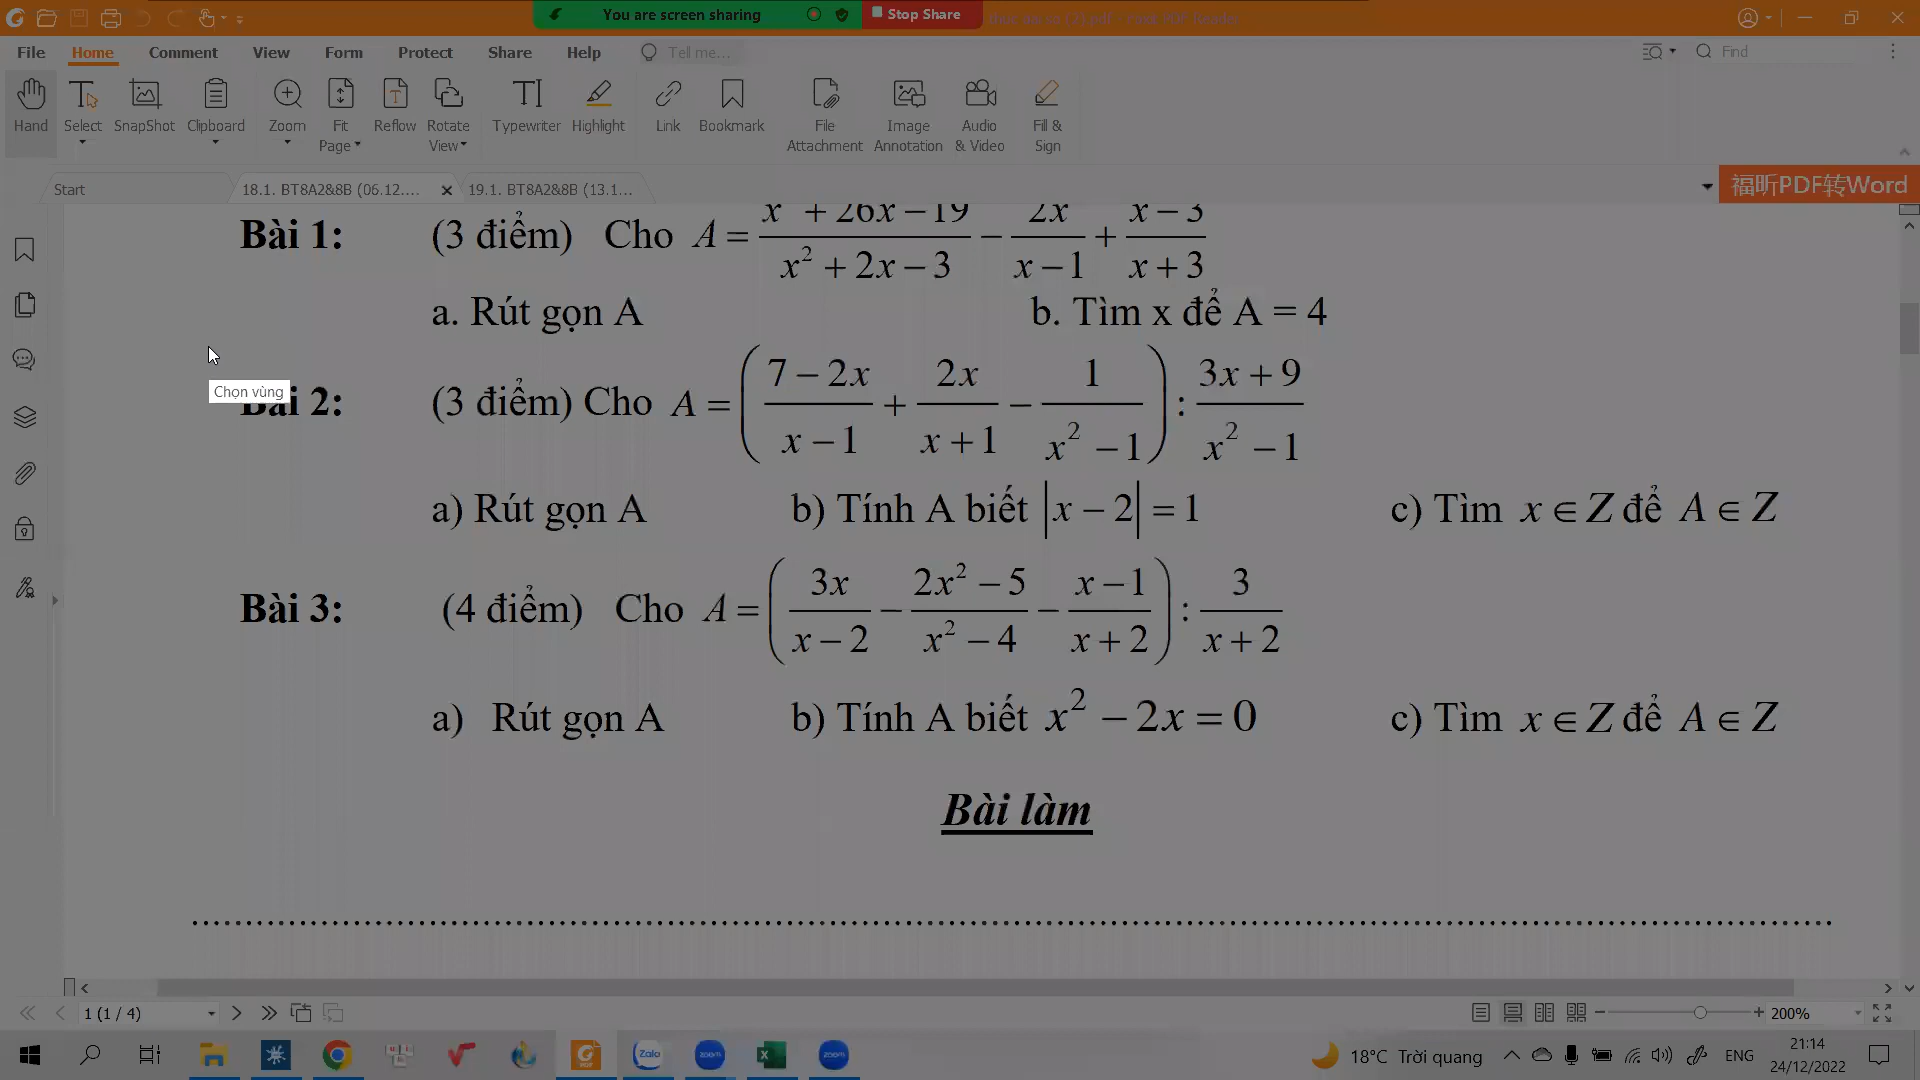 You are screen sharing Stop Share
File Home Comment View Form Protect Share Help Tell me... Find
Hand Select SnapShot Clipboard Zoom Fit Page Reflow Rotate View Typewriter Highlight Link Bookmark File Attachment Image Annotation Audio & Video Fill & Sign
Start 18.1. BT8A2&8B (06.12.... 19.1. BT8A2&8B (13.1... 福昕PDF转Word
Bài 1: (3 điểm) Cho A = (x + 26x − 19)/(x² + 2x − 3) − 2x/(x − 1) + (x − 3)/(x + 3)
a. Rút gọn A b. Tìm x để A = 4
Chọn vùng
Bài 2: (3 điểm) Cho A = ((7 − 2x)/(x − 1) + 2x/(x + 1) − 1/(x² − 1)) : (3x + 9)/(x² − 1)
a) Rút gọn A b) Tính A biết |x − 2| = 1 c) Tìm x ∈ Z để A ∈ Z
Bài 3: (4 điểm) Cho A = (3x/(x − 2) − (2x² − 5)/(x² − 4) − (x − 1)/(x + 2)) : 3/(x + 2)
a) Rút gọn A b) Tính A biết x² − 2x = 0 c) Tìm x ∈ Z để A ∈ Z
Bài làm
1 (1 / 4) 200%
Zalo zoom zoom 18°C Trời quang ENG 21:14
24/12/2022